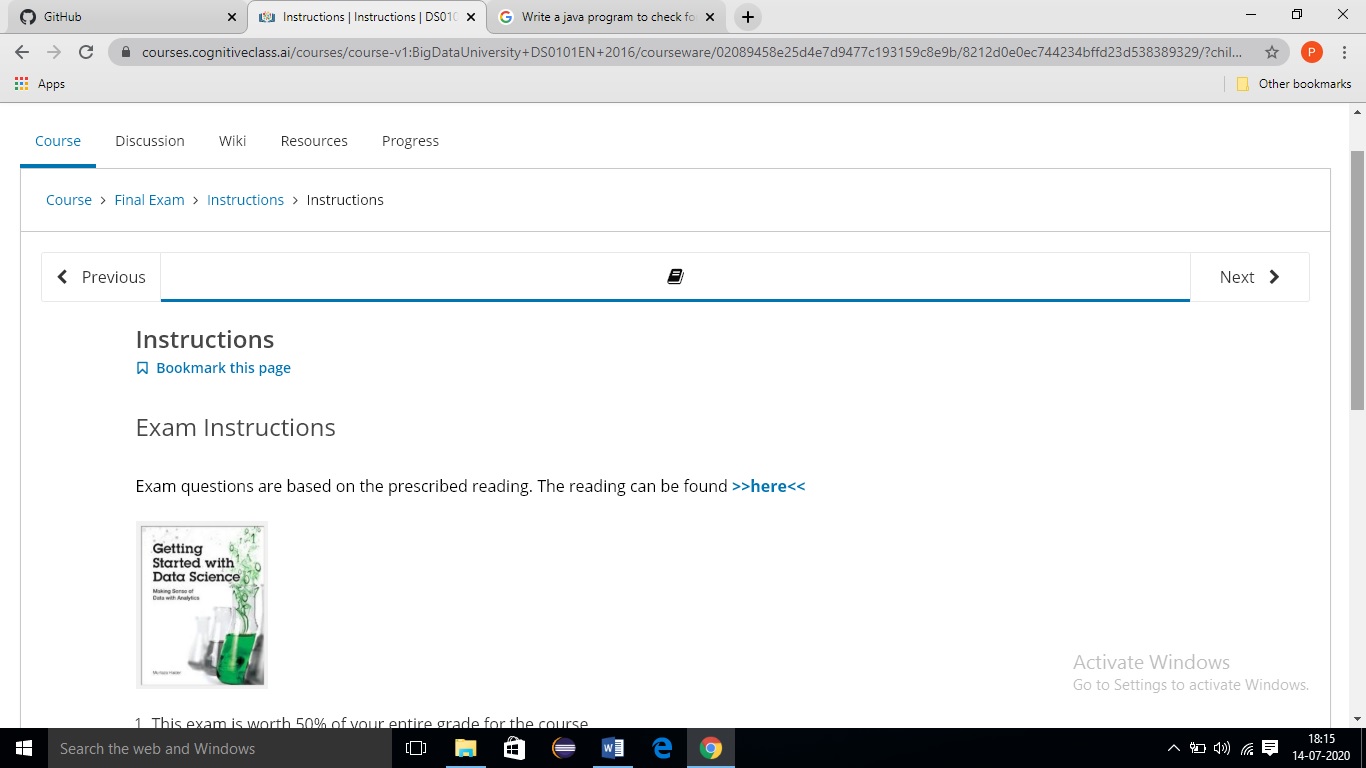 GitHub
Instructions | Instructions | DS010
Write a java program to check fo
courses.cognitiveclass.ai/courses/course-v1:BigDataUniversity+DS0101EN+2016/courseware/02089458e25d4e7d9477c193159c8e9b/8212d0e0ec744234bffd23d538389329/?chil...
P
Apps
Other bookmarks
Course
Discussion
Wiki
Resources
Progress
Course > Final Exam > Instructions > Instructions
Previous
Next
Instructions
Bookmark this page
Exam Instructions
Exam questions are based on the prescribed reading. The reading can be found >>here<<
Getting
Started with
Data Science
Making Sense of
Data with Analytics
Murtaza Haider
1. This exam is worth 50% of your entire grade for the course
Activate Windows
Go to Settings to activate Windows.
Search the web and Windows
18:15
14-07-2020